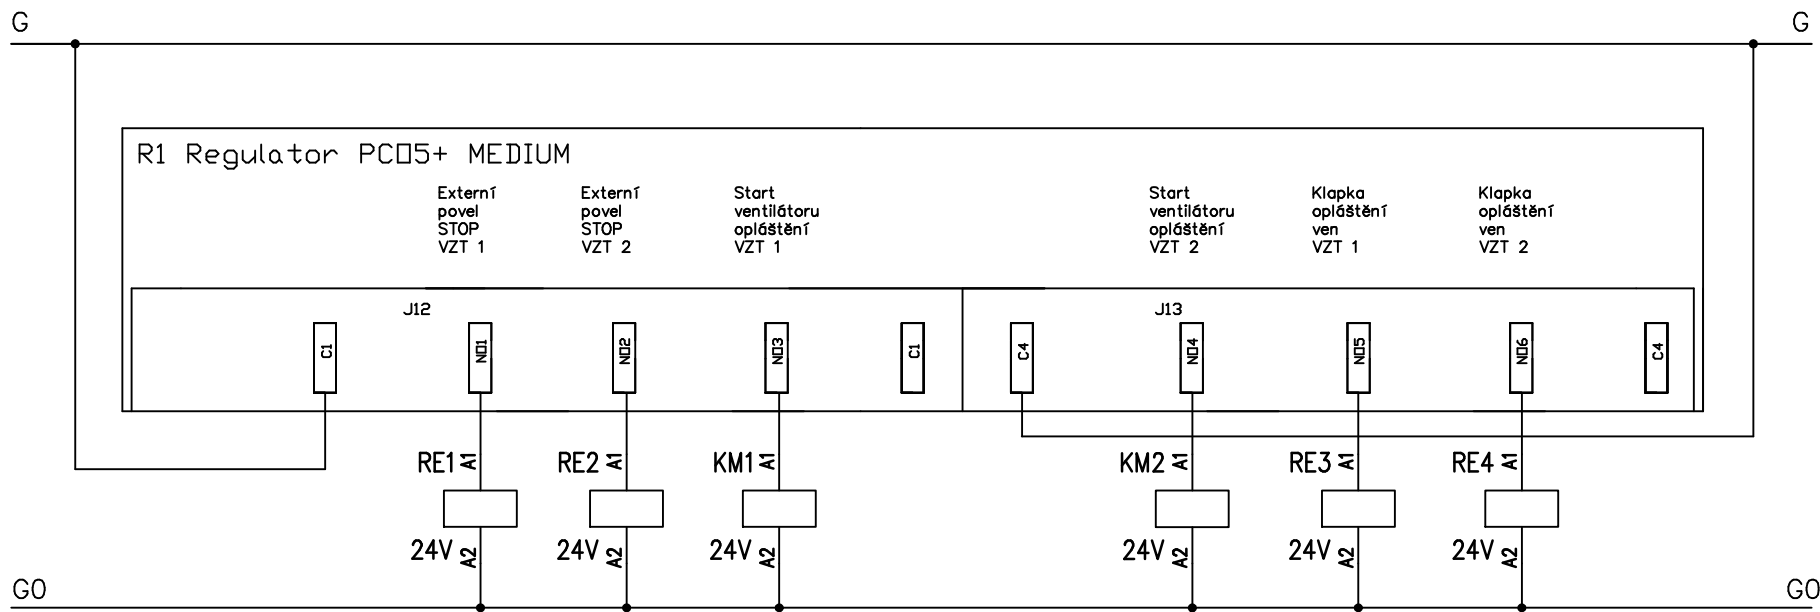 G G
R1 Regulator PCO5+ MEDIUM
Externí
povel
STOP
VZT 1
Externí
povel
STOP
VZT 2
Start
ventilátoru
opláštění
VZT 1
Start
ventilátoru
opláštění
VZT 2
Klapka
opláštění
ven
VZT 1
Klapka
opláštění
ven
VZT 2
J12 J13
C1 NO1 NO2 NO3 C1 C4 NO4 NO5 NO6 C4
RE1 A1 RE2 A1 KM1 A1 KM2 A1 RE3 A1 RE4 A1
24V A2 24V A2 24V A2 24V A2 24V A2 24V A2
G0 G0